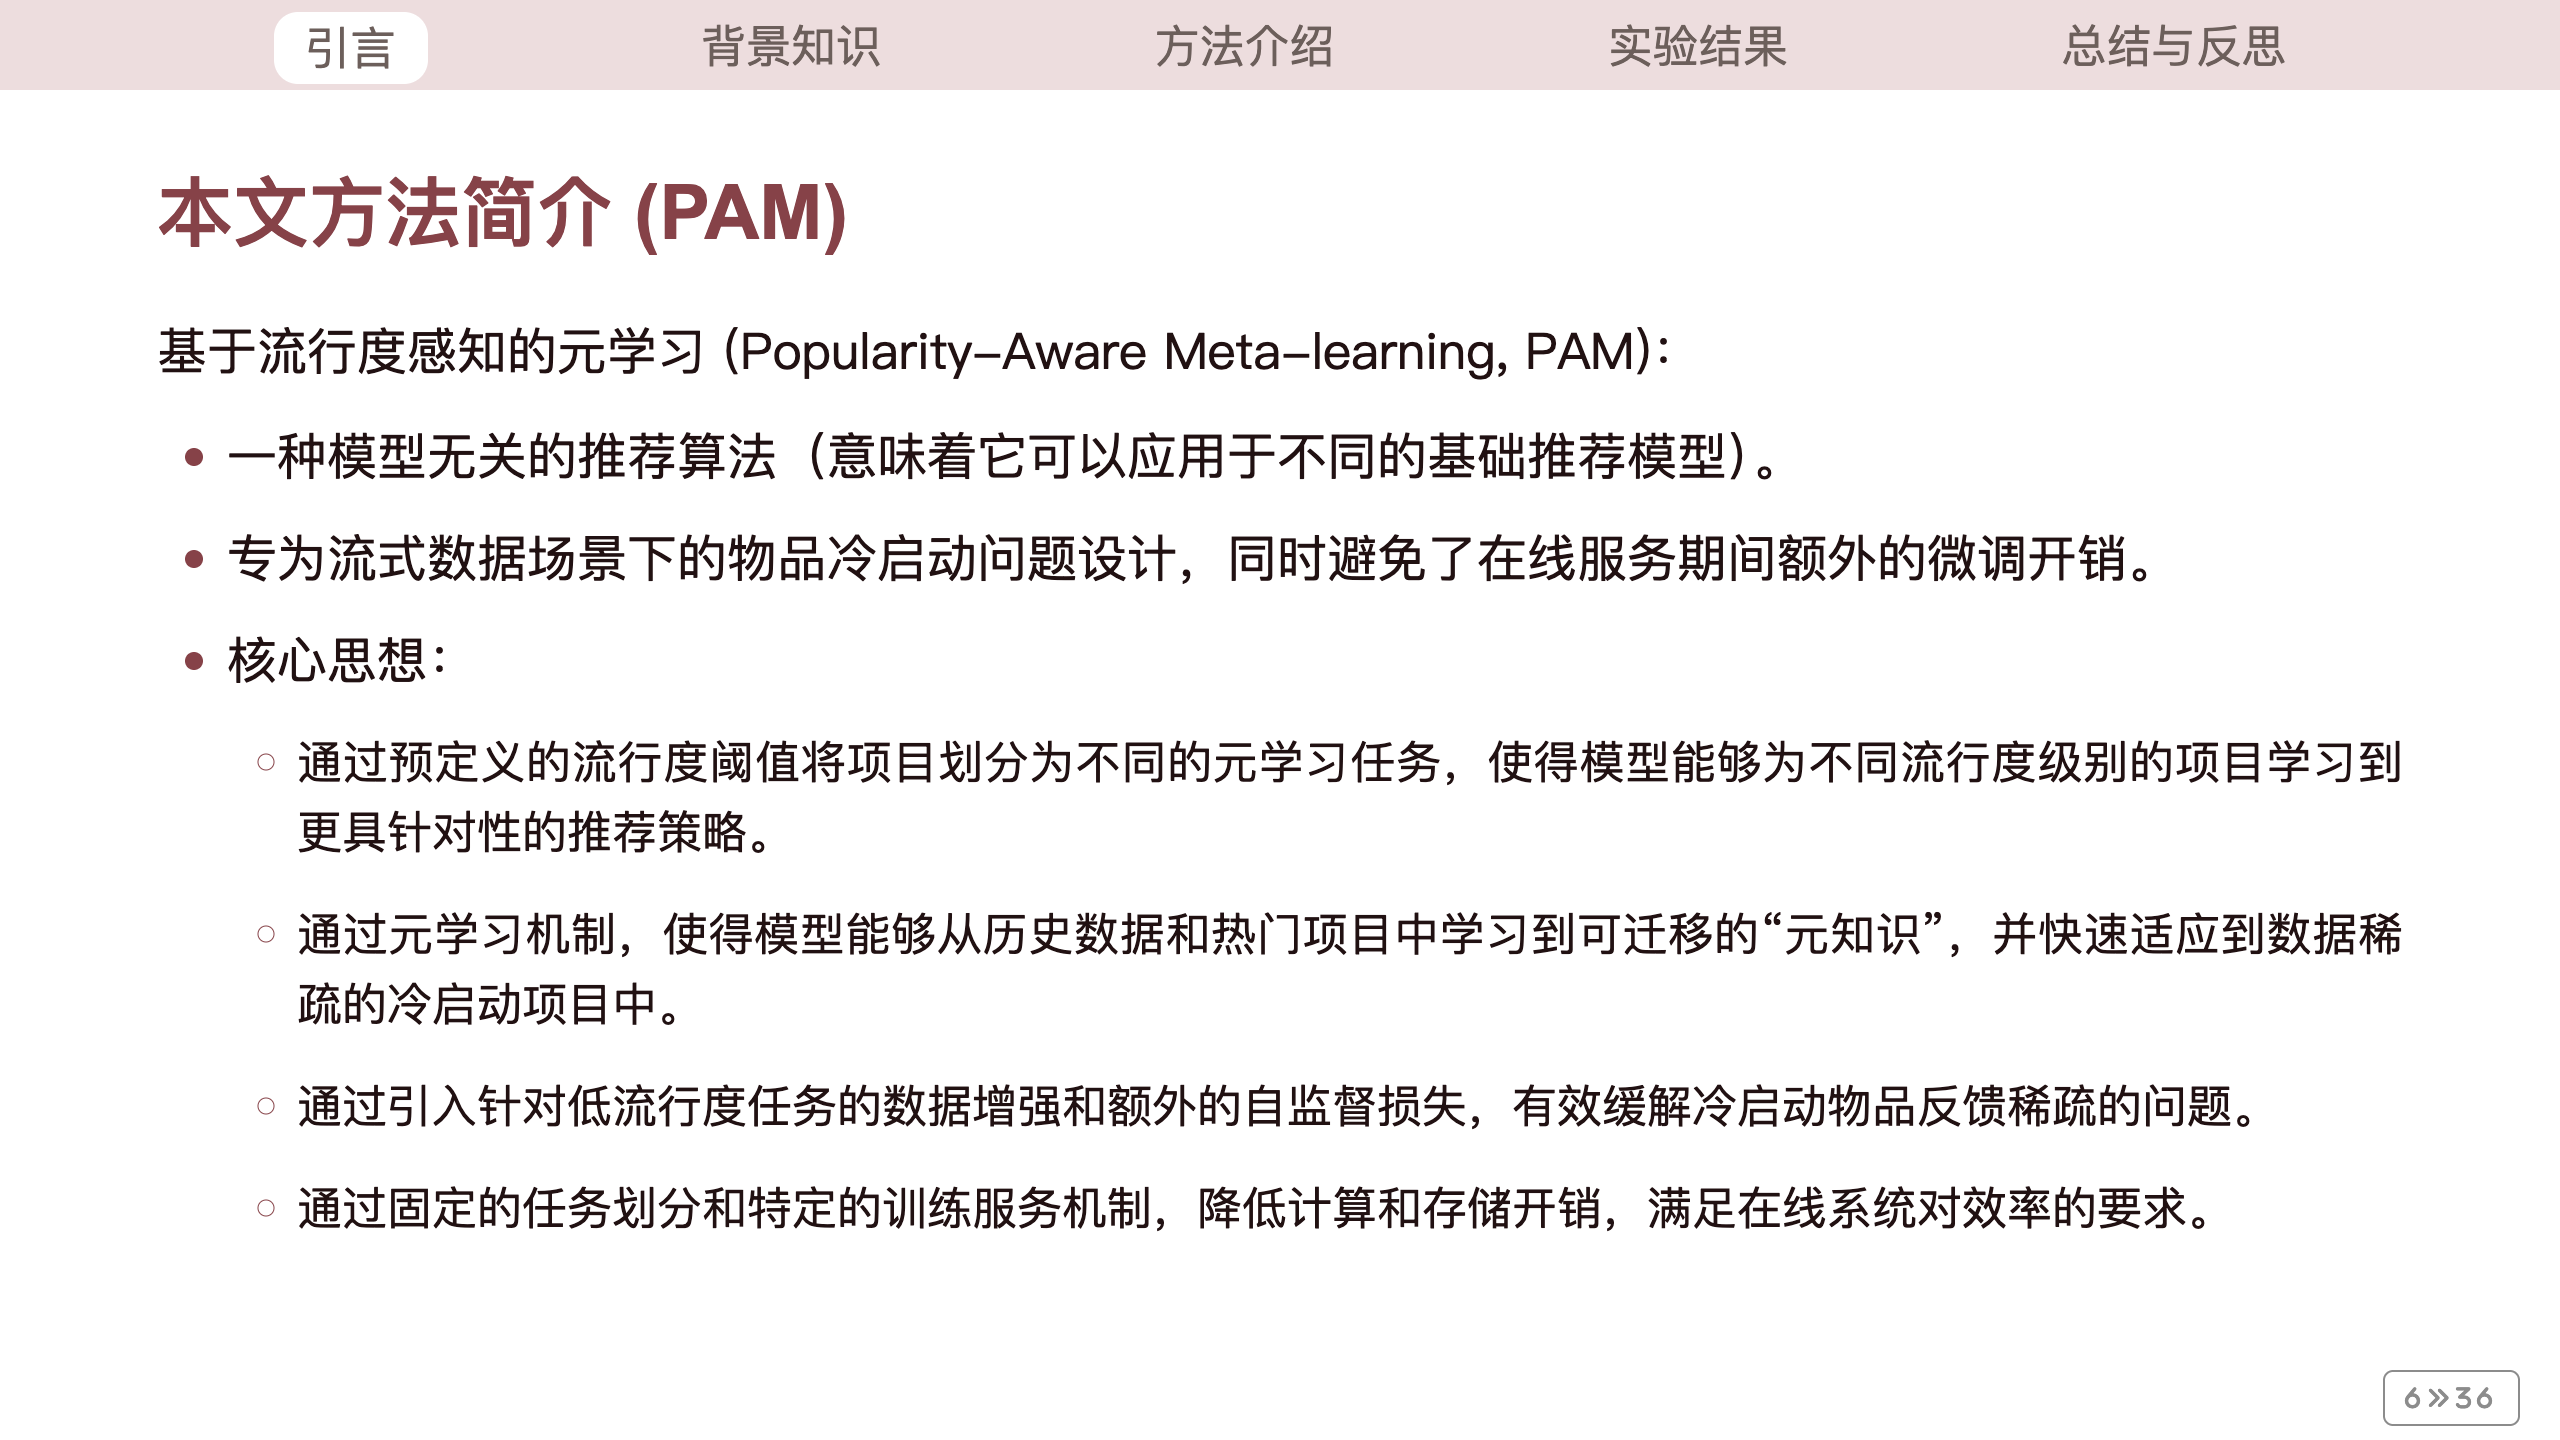 引言 背景知识 方法介绍 实验结果 总结与反思
本文方法简介 (PAM)
基于流行度感知的元学习 (Popularity-Aware Meta-learning, PAM)：
• 一种模型无关的推荐算法（意味着它可以应用于不同的基础推荐模型）。
• 专为流式数据场景下的物品冷启动问题设计，同时避免了在线服务期间额外的微调开销。
• 核心思想：
○ 通过预定义的流行度阈值将项目划分为不同的元学习任务，使得模型能够为不同流行度级别的项目学习到
更具针对性的推荐策略。
○ 通过元学习机制，使得模型能够从历史数据和热门项目中学习到可迁移的“元知识”，并快速适应到数据稀
疏的冷启动项目中。
○ 通过引入针对低流行度任务的数据增强和额外的自监督损失，有效缓解冷启动物品反馈稀疏的问题。
○ 通过固定的任务划分和特定的训练服务机制，降低计算和存储开销，满足在线系统对效率的要求。
6»36